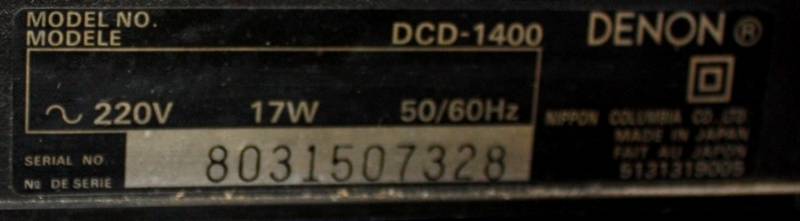 MODEL NO.
MODELE
DCD-1400
DENON ®
~ 220V 17W 50/60Hz
NIPPON COLUMBIA CO., LTD.
MADE IN JAPAN
FAIT AU JAPON
SERIAL NO.
No DE SERIE
8031507328